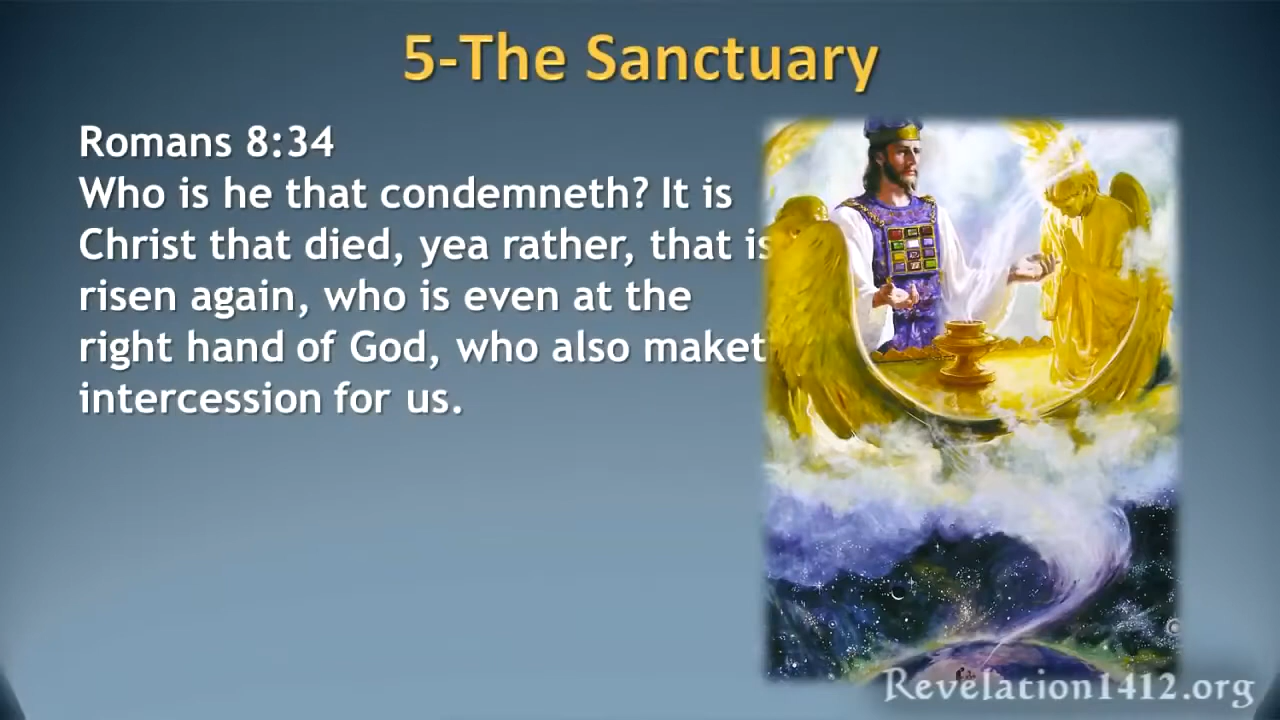 5-The Sanctuary
Romans 8:34
Who is he that condemneth? It is
Christ that died, yea rather, that is
risen again, who is even at the
right hand of God, who also maket
intercession for us.
Revelation1412.org